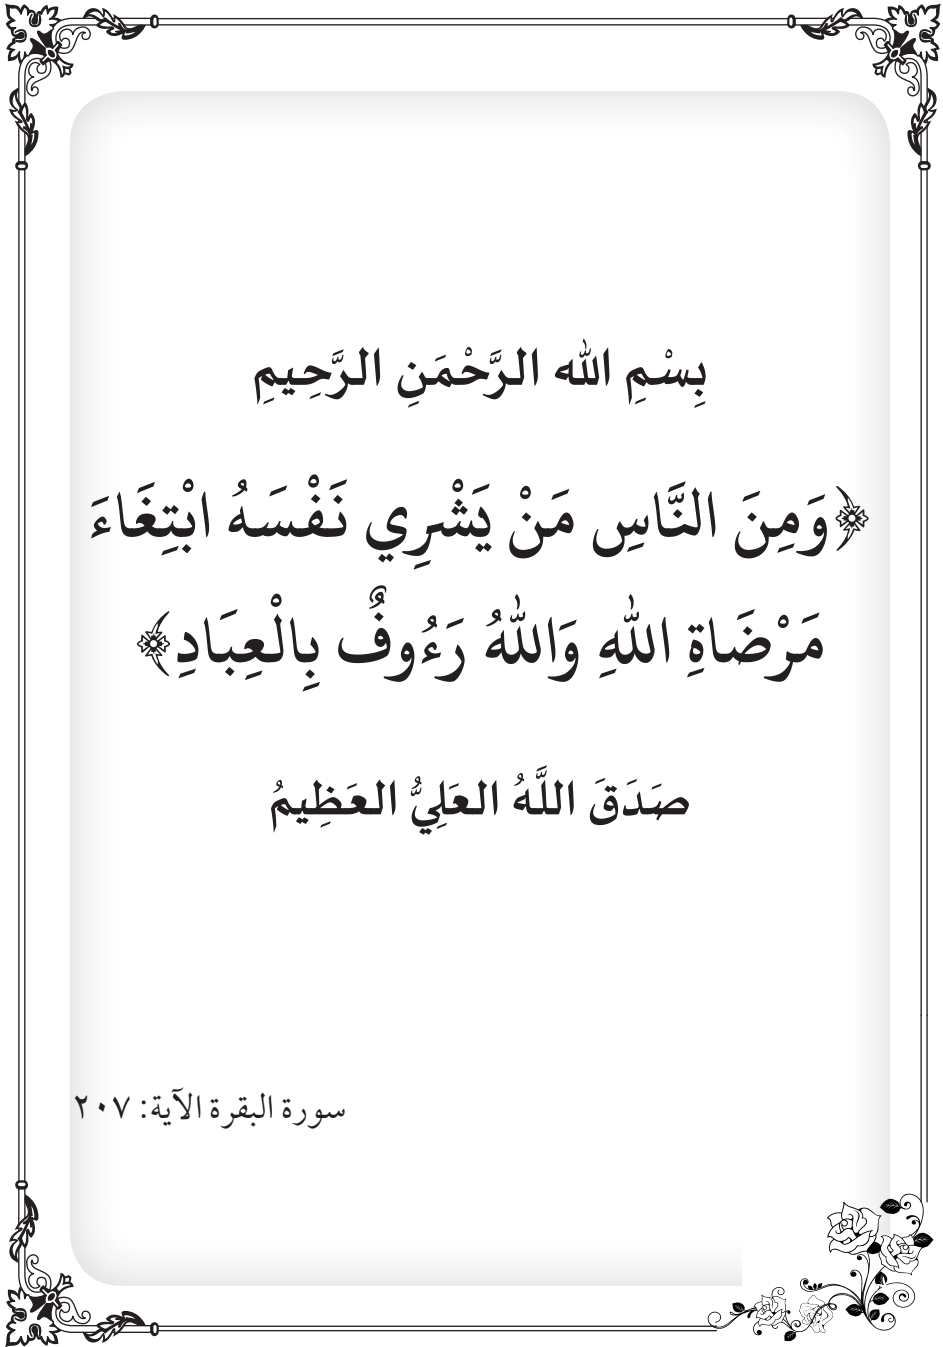 بِسْمِ الله الرَّحْمَنِ الرَّحِيمِ
﴿وَمِنَ النَّاسِ مَنْ يَشْرِي نَفْسَهُ ابْتِغَاءَ
مَرْضَاةِ اللهِ وَاللهُ رَءُوفٌ بِالْعِبَادِ﴾
صَدَقَ اللَّهُ العَلِيُّ العَظِيمُ
سورة البقرة الآية: ٢٠٧